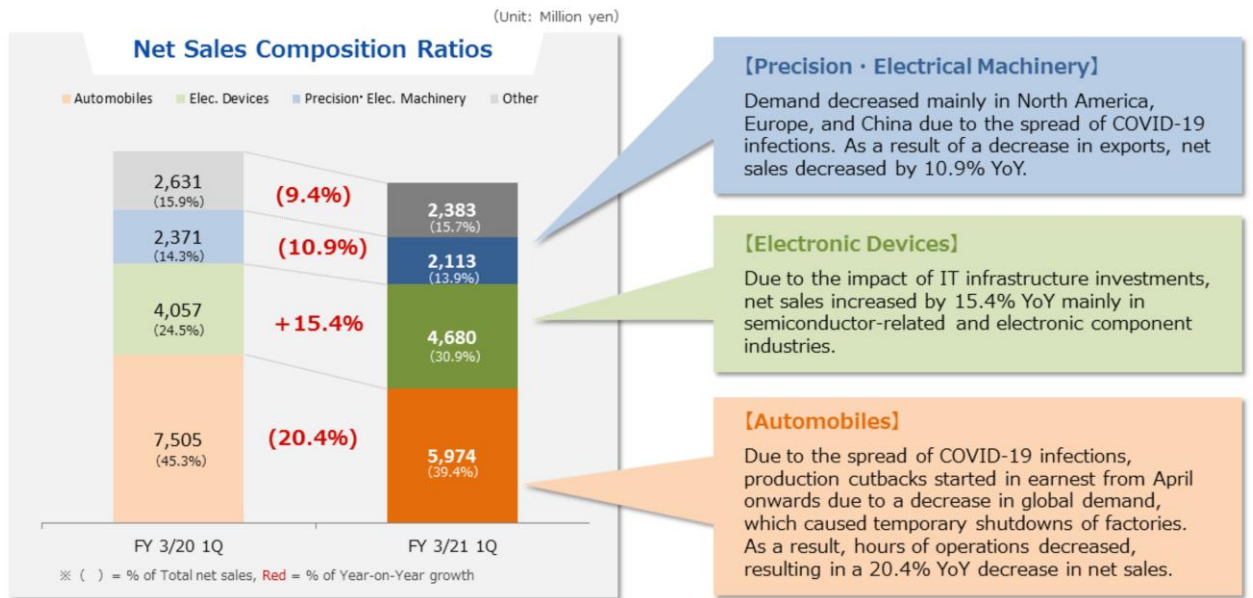 (Unit: Million yen)
Net Sales Composition Ratios
Automobiles Elec. Devices Precision･Elec. Machinery Other
2,631
(15.9%)
(9.4%)
2,383
(15.7%)
2,371
(14.3%)
(10.9%)
2,113
(13.9%)
4,057
(24.5%)
+15.4%
4,680
(30.9%)
7,505
(45.3%)
(20.4%)
5,974
(39.4%)
FY 3/20 1Q FY 3/21 1Q
※ ( ) = % of Total net sales, Red = % of Year-on-Year growth
【Precision・Electrical Machinery】
Demand decreased mainly in North America,
Europe, and China due to the spread of COVID-19
infections. As a result of a decrease in exports, net
sales decreased by 10.9% YoY.
【Electronic Devices】
Due to the impact of IT infrastructure investments,
net sales increased by 15.4% YoY mainly in
semiconductor-related and electronic component
industries.
【Automobiles】
Due to the spread of COVID-19 infections,
production cutbacks started in earnest from April
onwards due to a decrease in global demand,
which caused temporary shutdowns of factories.
As a result, hours of operations decreased,
resulting in a 20.4% YoY decrease in net sales.